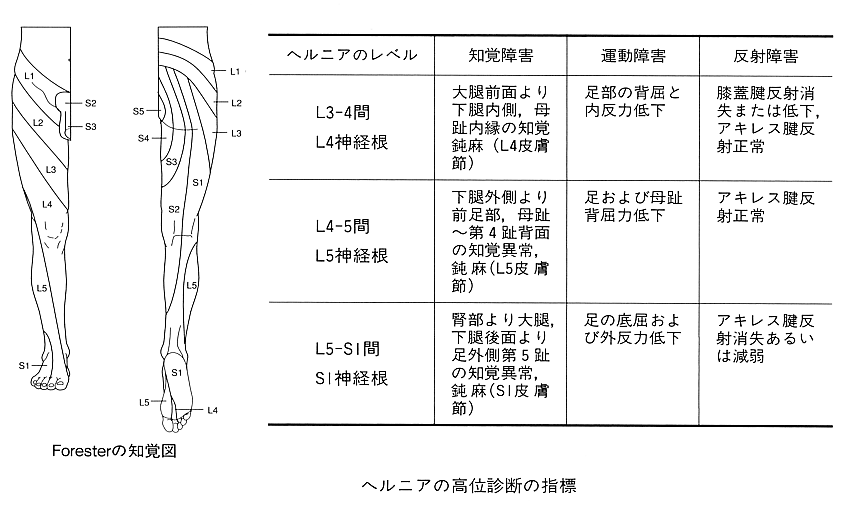 L1
S2
S3
L2
L3
L4
L5
S1
L1
L2
L3
S5
S4
S3
S1
S2
L5
S1
L5
L4
Foresterの知覚図
ヘルニアのレベル
知覚障害
運動障害
反射障害
L3-4間
L4神経根
大腿前面より
下腿内側，母
趾内縁の知覚
鈍麻（L4皮膚
節）
足部の背屈と
内反力低下
膝蓋腱反射消
失または低下，
アキレス腱反
射正常
L4-5間
L5神経根
下腿外側より
前足部，母趾
～第4趾背面
の知覚異常，
鈍麻（L5皮膚
節）
足および母趾
背屈力低下
アキレス腱反
射正常
L5-S1間
S1神経根
腎部より大腿，
下腿後面より
足外側第5趾
の知覚異常，
鈍麻（S1皮膚
節）
足の底屈およ
び外反力低下
アキレス腱反
射消失あるい
は減弱
ヘルニアの高位診断の指標